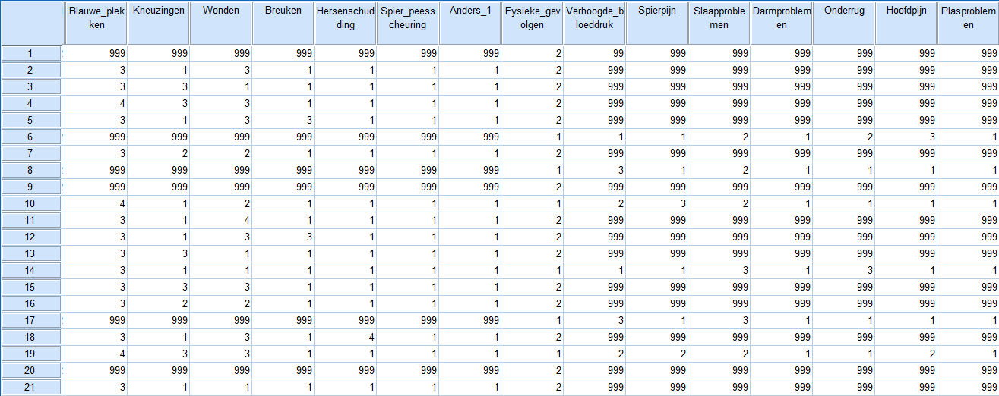 Blauwe_plek Kneuzingen Wonden Breuken Hersenschud Spier_peess Anders_1 Fysieke_gev Verhoogde_b Spierpijn Slaapproble Darmproblem Onderrug Hoofdpijn Plasproblem
ken ding cheuring olgen loeddruk men en en
1 999 999 999 999 999 999 999 2 99 999 999 999 999 999 999
2 3 1 3 1 1 1 1 2 999 999 999 999 999 999 999
3 3 3 1 1 1 1 1 2 999 999 999 999 999 999 999
4 4 3 3 1 1 1 1 2 999 999 999 999 999 999 999
5 3 1 3 3 1 1 1 2 999 999 999 999 999 999 999
6 999 999 999 999 999 999 999 1 1 1 2 1 2 3 1
7 3 2 2 1 1 1 1 2 999 999 999 999 999 999 999
8 999 999 999 999 999 999 999 1 3 1 2 1 1 1 1
9 999 999 999 999 999 999 999 2 999 999 999 999 999 999 999
10 4 1 2 1 1 1 1 1 2 3 2 1 1 1 1
11 3 1 4 1 1 1 1 2 999 999 999 999 999 999 999
12 3 1 3 3 1 1 1 2 999 999 999 999 999 999 999
13 3 3 1 1 1 1 1 2 999 999 999 999 999 999 999
14 3 1 1 1 1 1 1 1 1 1 3 1 3 1 1
15 3 3 3 1 1 1 1 2 999 999 999 999 999 999 999
16 3 2 2 1 1 1 1 2 999 999 999 999 999 999 999
17 999 999 999 999 999 999 999 1 3 1 3 1 1 1 1
18 3 1 3 1 4 1 1 2 999 999 999 999 999 999 999
19 4 3 3 1 1 1 1 1 2 2 2 1 1 2 1
20 999 999 999 999 999 999 999 2 999 999 999 999 999 999 999
21 3 1 1 1 1 1 1 2 999 999 999 999 999 999 999